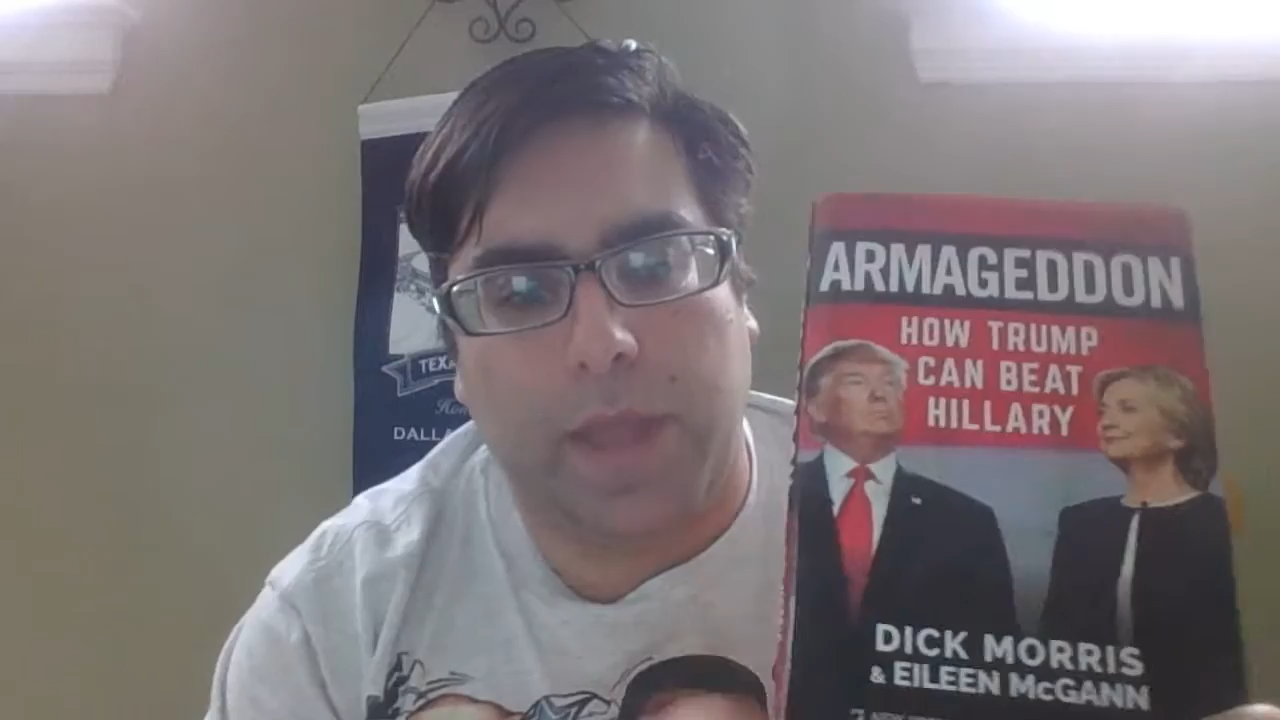 TEXA
DALLA
ARMAGEDDON
HOW TRUMP
CAN BEAT
HILLARY
DICK MORRIS
& EILEEN McGANN